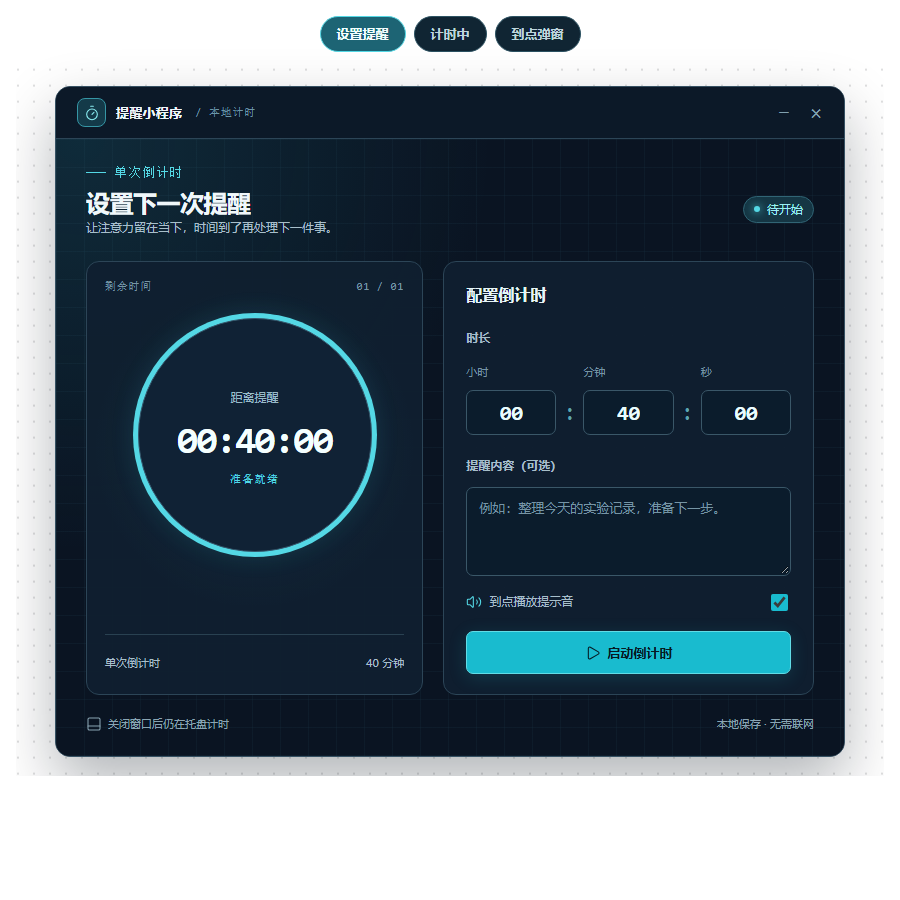 设置提醒 计时中 到点弹窗
提醒小程序 / 本地计时
单次倒计时
设置下一次提醒
让注意力留在当下，时间到了再处理下一件事。
待开始
剩余时间 01 / 01
距离提醒
00:40:00
准备就绪
单次倒计时 40 分钟
配置倒计时
时长
小时 分钟 秒
00 : 40 : 00
提醒内容（可选）
例如：整理今天的实验记录，准备下一步。
到点播放提示音
启动倒计时
关闭窗口后仍在托盘计时
本地保存 · 无需联网